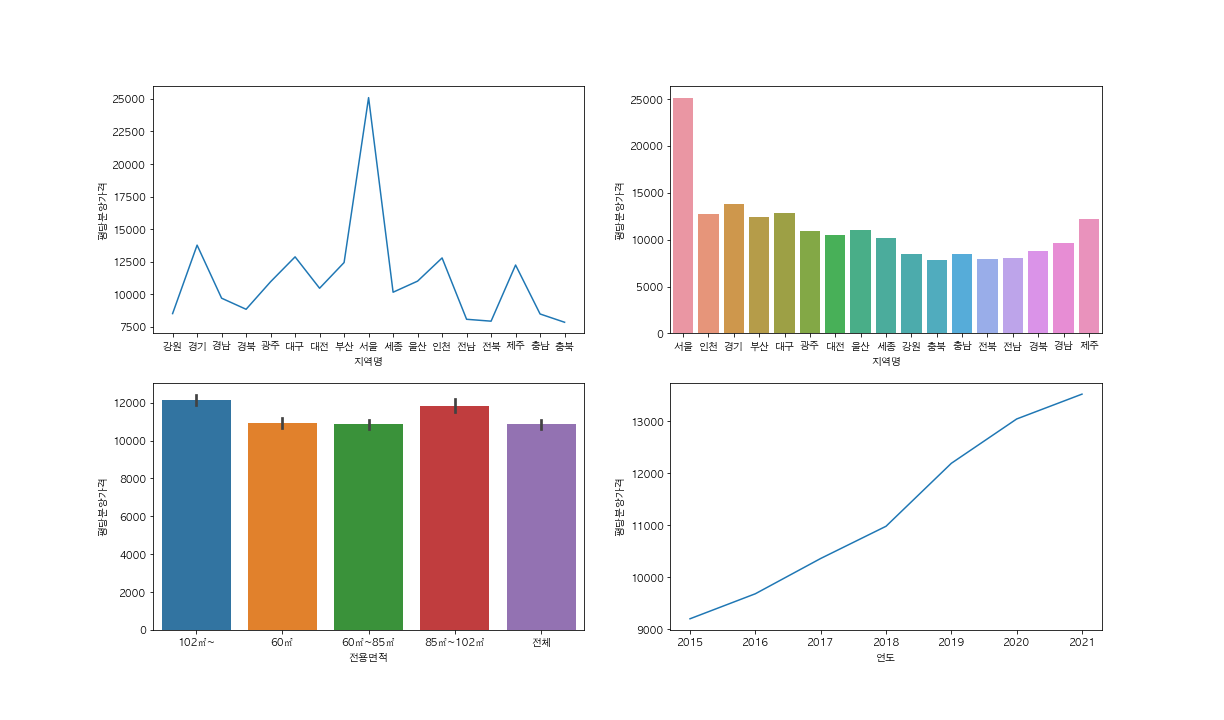 25000
22500
20000
17500
15000
12500
10000
7500
평당분양가격
강원 경기 경남 경북 광주 대구 대전 부산 서울 세종 울산 인천 전남 전북 제주 충남 충북
지역명
25000
20000
15000
10000
5000
0
평당분양가격
서울 인천 경기 부산 대구 광주 대전 울산 세종 강원 충북 충남 전북 전남 경북 경남 제주
지역명
12000
10000
8000
6000
4000
2000
0
평당분양가격
102㎡~ 60㎡ 60㎡~85㎡ 85㎡~102㎡ 전체
전용면적
13000
12000
11000
10000
9000
평당분양가격
2015 2016 2017 2018 2019 2020 2021
연도